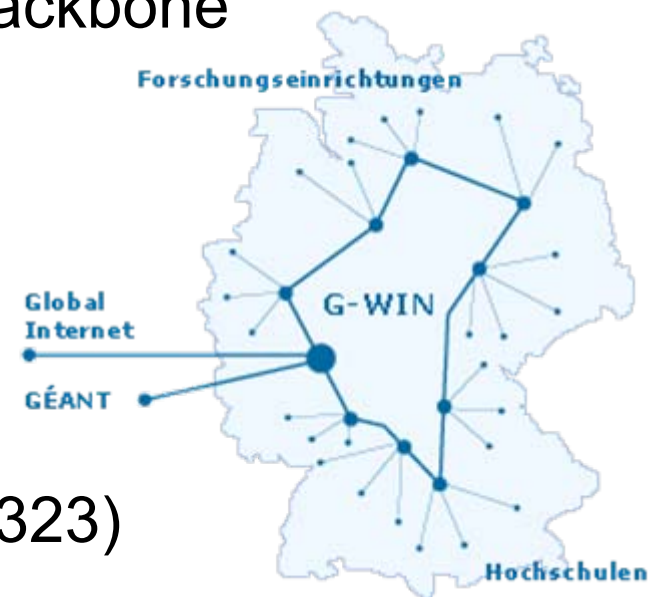 ackbone
Forschungseinrichtungen
G-WIN
Global
Internet
GÉANT
323)
Hochschulen